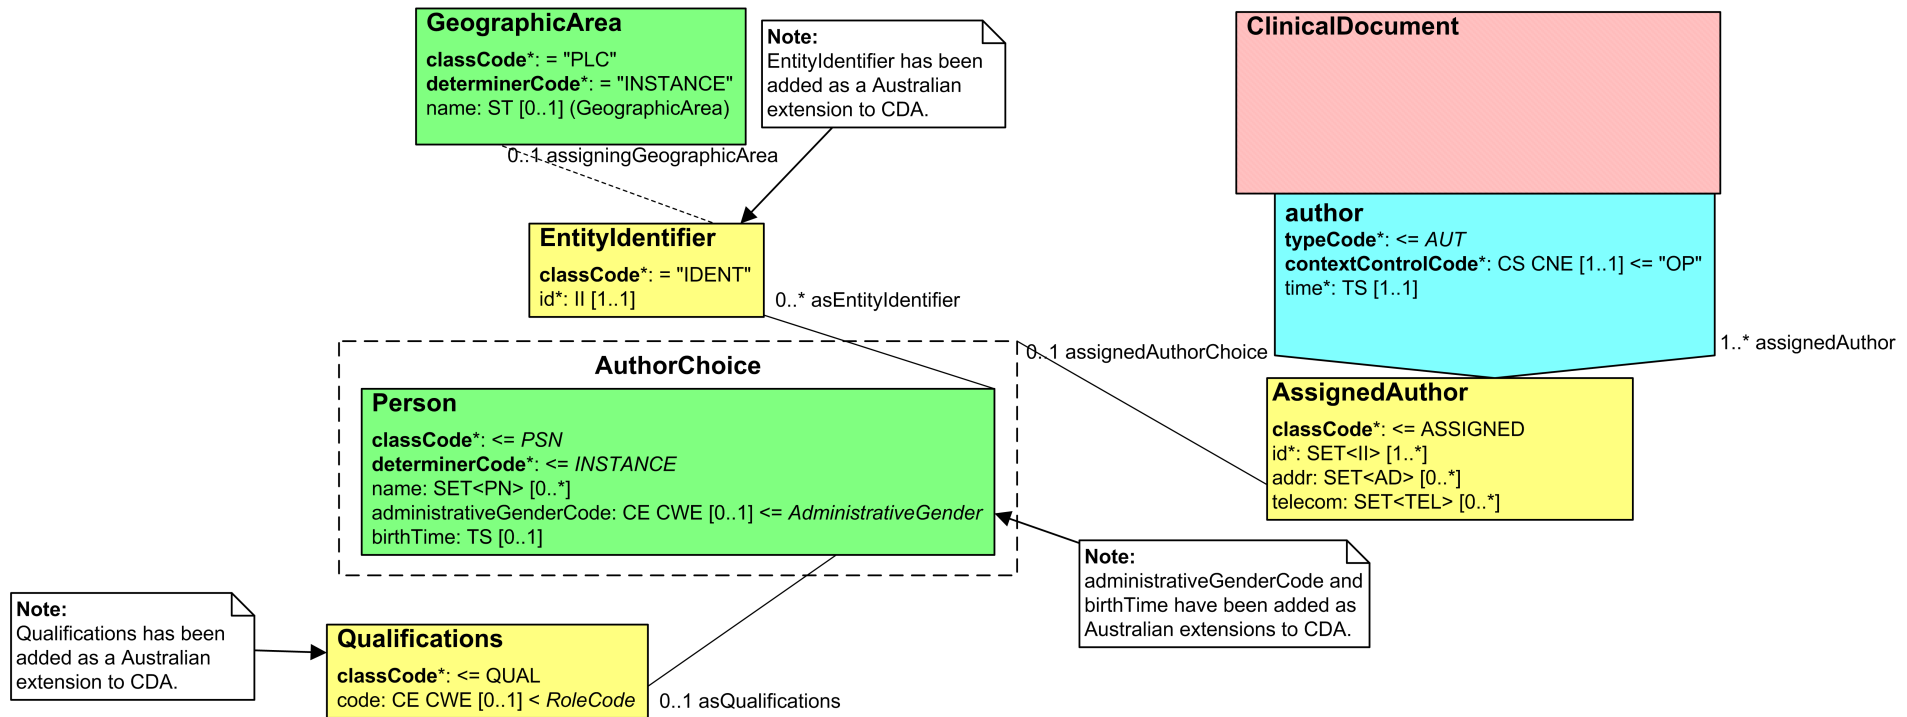 GeographicArea
classCode*: = "PLC"
determinerCode*: = "INSTANCE"
name: ST [0..1] (GeographicArea)
Note:
EntityIdentifier has been
added as a Australian
extension to CDA.
ClinicalDocument
0..1 assigningGeographicArea
author
typeCode*: <= AUT
contextControlCode*: CS CNE [1..1] <= "OP"
time*: TS [1..1]
EntityIdentifier
classCode*: = "IDENT"
id*: II [1..1]
0..* asEntityIdentifier
0..1 assignedAuthorChoice
1..* assignedAuthor
AuthorChoice
Person
classCode*: <= PSN
determinerCode*: <= INSTANCE
name: SET<PN> [0..*]
administrativeGenderCode: CE CWE [0..1] <= AdministrativeGender
birthTime: TS [0..1]
AssignedAuthor
classCode*: <= ASSIGNED
id*: SET<II> [1..*]
addr: SET<AD> [0..*]
telecom: SET<TEL> [0..*]
Note:
administrativeGenderCode and
birthTime have been added as
Australian extensions to CDA.
Note:
Qualifications has been
added as a Australian
extension to CDA.
Qualifications
classCode*: <= QUAL
code: CE CWE [0..1] < RoleCode
0..1 asQualifications